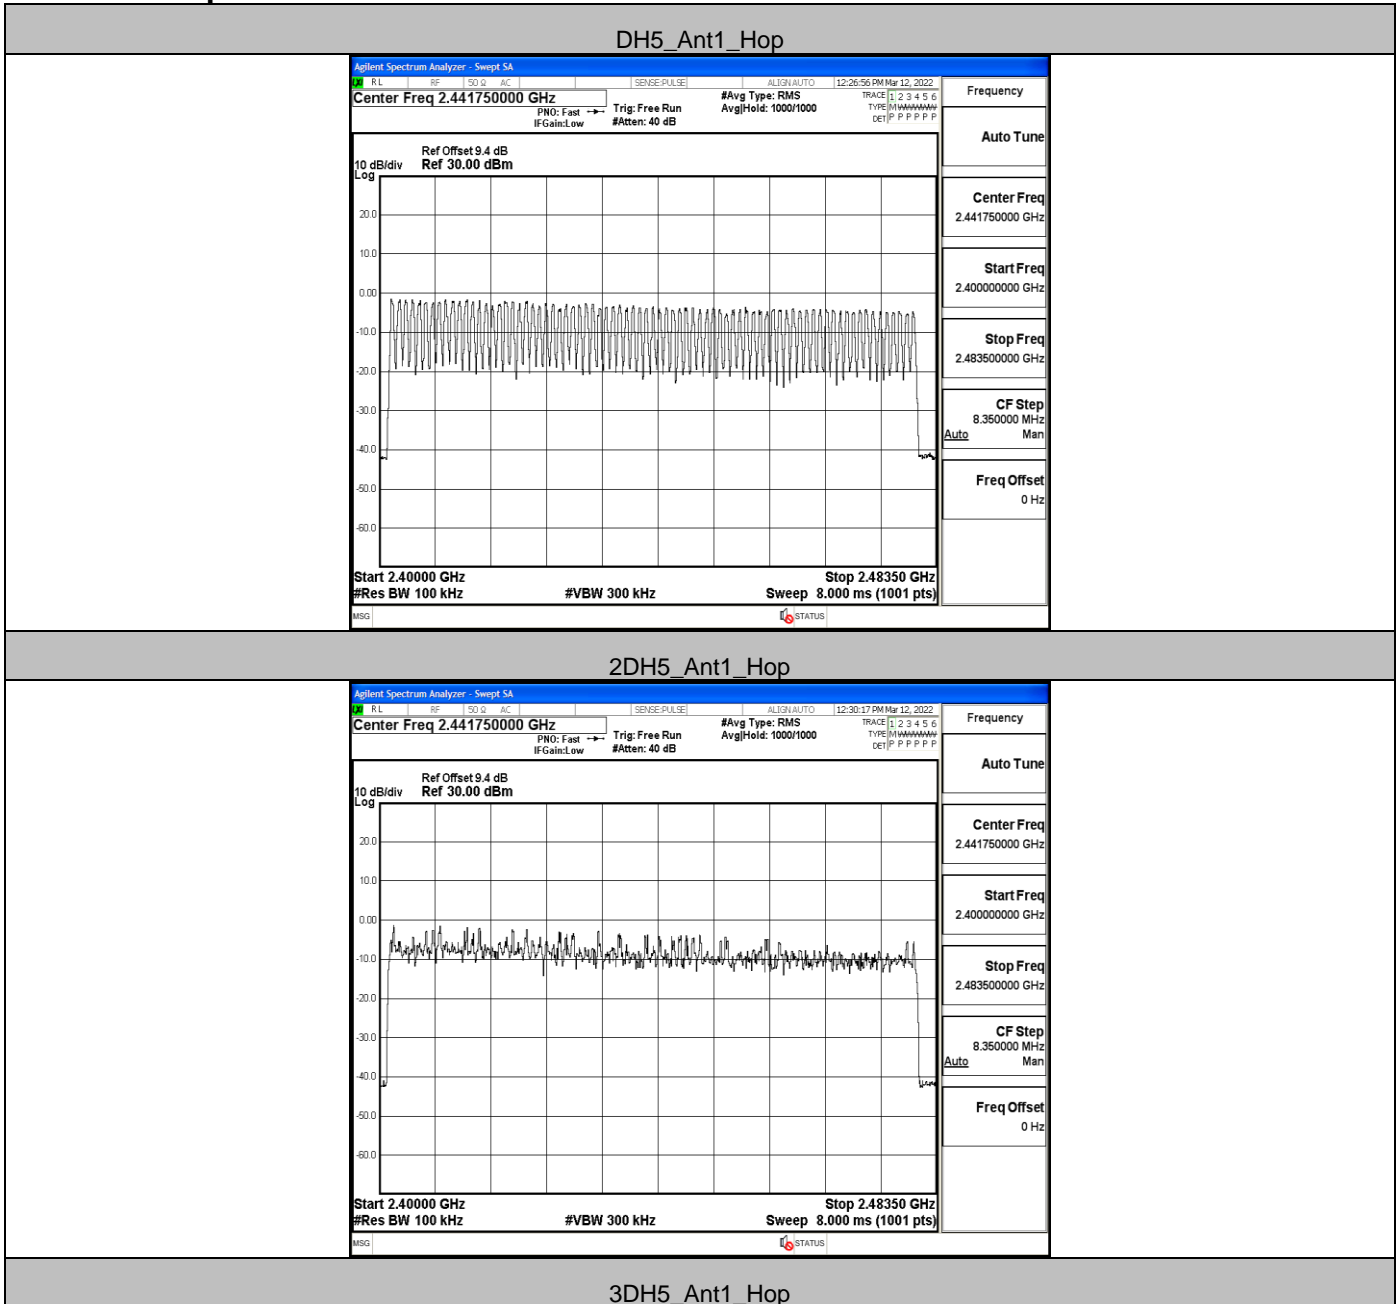 DH5_Ant1_Hop
Agilent Spectrum Analyzer - Swept SA
RL RF 50 Ω AC SENSE:PULSE ALIGNAUTO 12:26:56 PM Mar 12, 2022
Center Freq 2.441750000 GHz
PNO: Fast
IFGain:Low
Trig: Free Run
#Atten: 40 dB
#Avg Type: RMS
Avg|Hold: 1000/1000
TRACE 1 2 3 4 5 6
TYPE M WWWWW
DET P P P P P P
Frequency
Auto Tune
Center Freq
2.441750000 GHz
Start Freq
2.400000000 GHz
Stop Freq
2.483500000 GHz
CF Step
8.350000 MHz
Auto Man
Freq Offset
0 Hz
Ref Offset 9.4 dB
10 dB/div Ref 30.00 dBm
Log
20.0
10.0
0.00
-10.0
-20.0
-30.0
-40.0
-50.0
-60.0
Start 2.40000 GHz Stop 2.48350 GHz
#Res BW 100 kHz #VBW 300 kHz Sweep 8.000 ms (1001 pts)
MSG STATUS
2DH5_Ant1_Hop
Agilent Spectrum Analyzer - Swept SA
RL RF 50 Ω AC SENSE:PULSE ALIGNAUTO 12:30:17 PM Mar 12, 2022
Center Freq 2.441750000 GHz
PNO: Fast
IFGain:Low
Trig: Free Run
#Atten: 40 dB
#Avg Type: RMS
Avg|Hold: 1000/1000
TRACE 1 2 3 4 5 6
TYPE M WWWWW
DET P P P P P P
Frequency
Auto Tune
Center Freq
2.441750000 GHz
Start Freq
2.400000000 GHz
Stop Freq
2.483500000 GHz
CF Step
8.350000 MHz
Auto Man
Freq Offset
0 Hz
Ref Offset 9.4 dB
10 dB/div Ref 30.00 dBm
Log
20.0
10.0
0.00
-10.0
-20.0
-30.0
-40.0
-50.0
-60.0
Start 2.40000 GHz Stop 2.48350 GHz
#Res BW 100 kHz #VBW 300 kHz Sweep 8.000 ms (1001 pts)
MSG STATUS
3DH5_Ant1_Hop